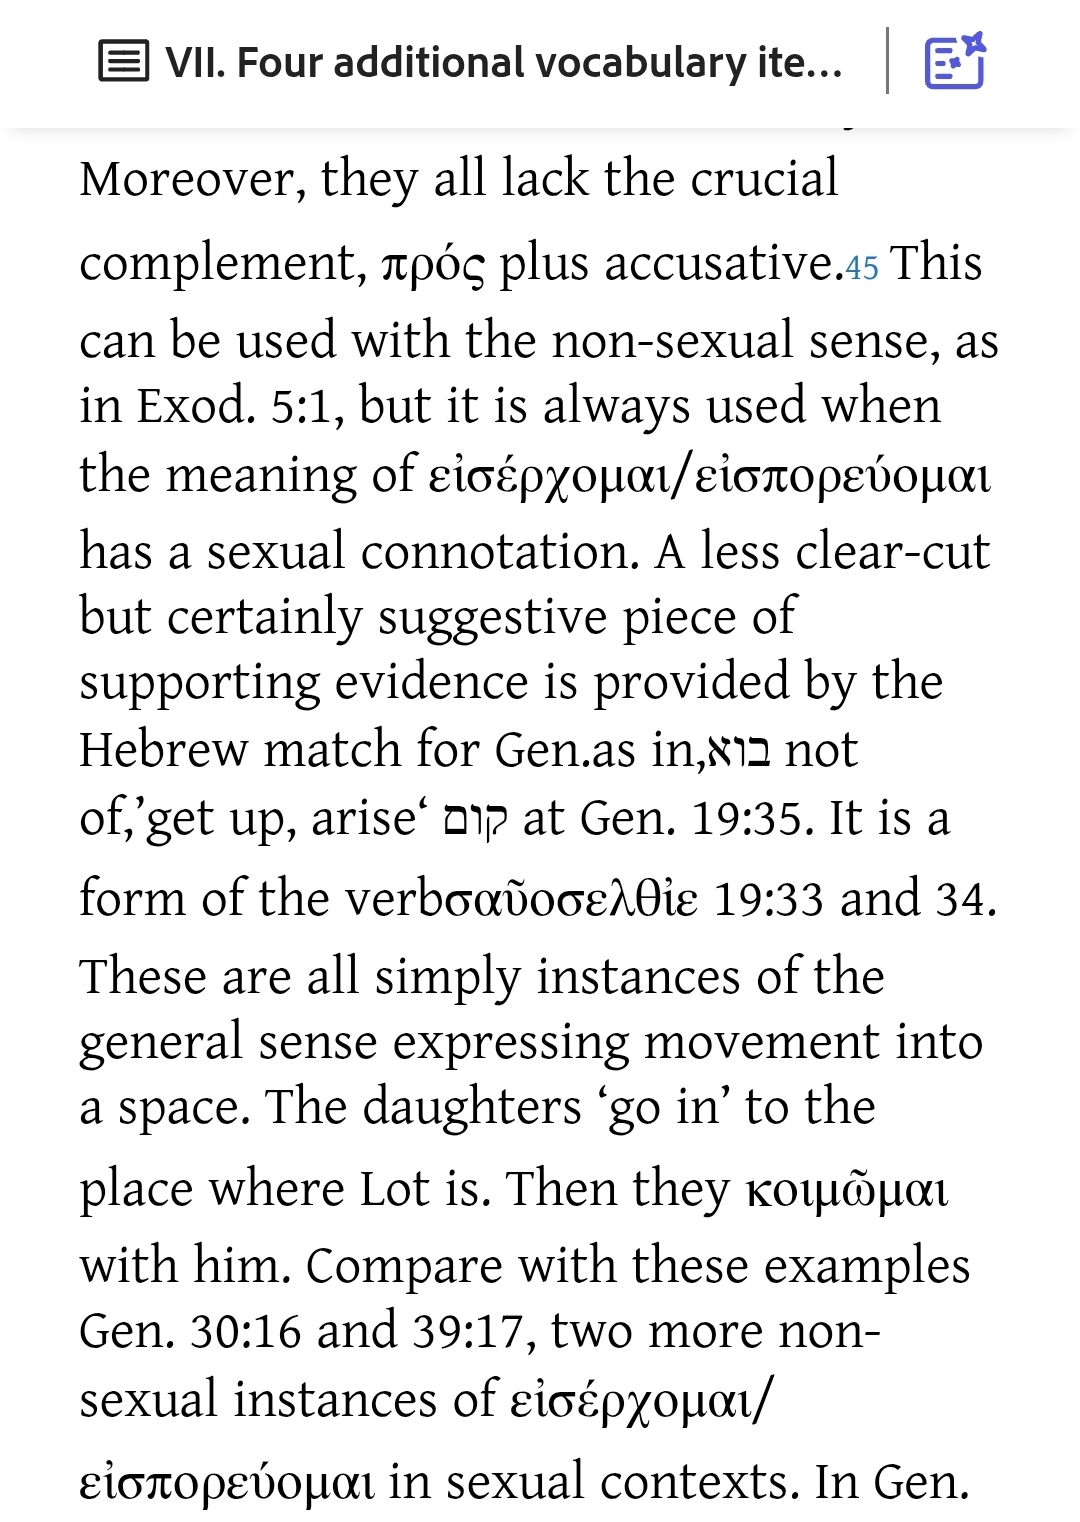 VII. Four additional vocabulary ite...
Moreover, they all lack the crucial
complement, πρός plus accusative.45 This
can be used with the non-sexual sense, as
in Exod. 5:1, but it is always used when
the meaning of εἰσέρχομαι/εἰσπορεύομαι
has a sexual connotation. A less clear-cut
but certainly suggestive piece of
supporting evidence is provided by the
Hebrew match for Gen.as in,בוא not
of,’get up, arise‘ קום at Gen. 19:35. It is a
form of the verbσαῦοσελθἰε 19:33 and 34.
These are all simply instances of the
general sense expressing movement into
a space. The daughters ‘go in’ to the
place where Lot is. Then they κοιμῶμαι
with him. Compare with these examples
Gen. 30:16 and 39:17, two more non-
sexual instances of εἰσέρχομαι/
εἰσπορεύομαι in sexual contexts. In Gen.